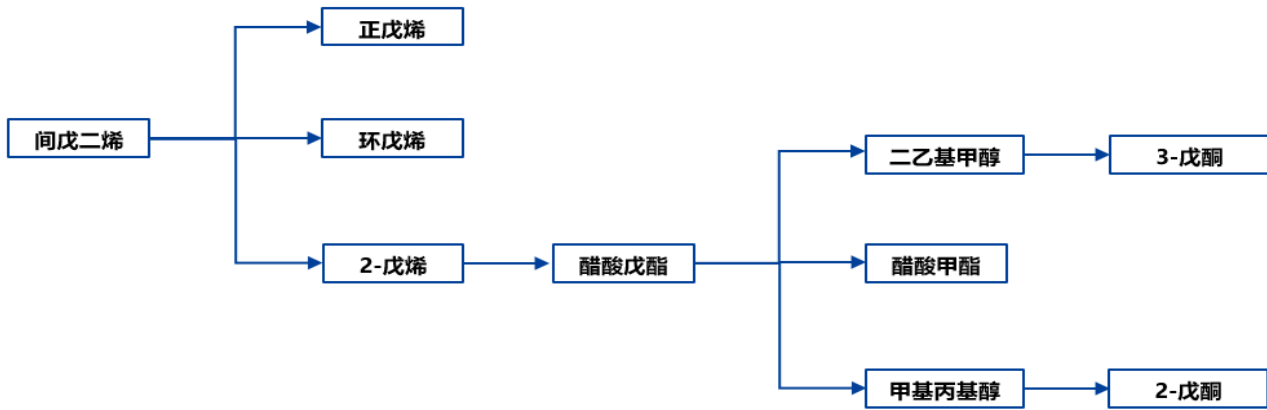 正戊烯
间戊二烯
环戊烯
二乙基甲醇
3-戊酮
2-戊烯
醋酸戊酯
醋酸甲酯
甲基丙基醇
2-戊酮